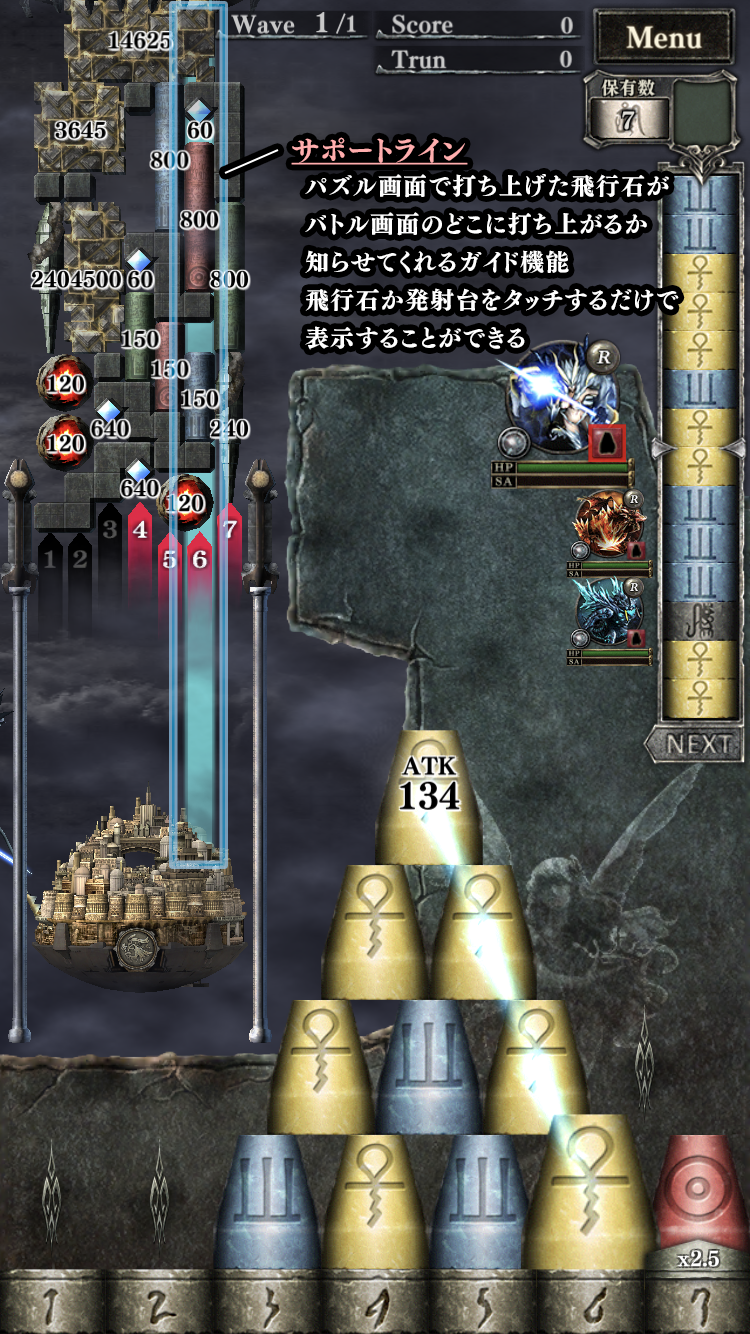 Wave 1/1
Score 0
Trun 0
Menu
保有数
7
14625
3645
60
800
800
サポートライン
パズル画面で打ち上げた飛行石が
バトル画面のどこに打ち上がるか
知らせてくれるガイド機能
飛行石か発射台をタッチするだけで
表示することができる
2404500
60
800
150
150
150
120
120
640
240
640
120
1
2
3
4
5
6
7
R
HP
SA
R
HP
SA
R
HP
SA
NEXT
ATK
134
x2.5
1
2
3
4
5
6
7